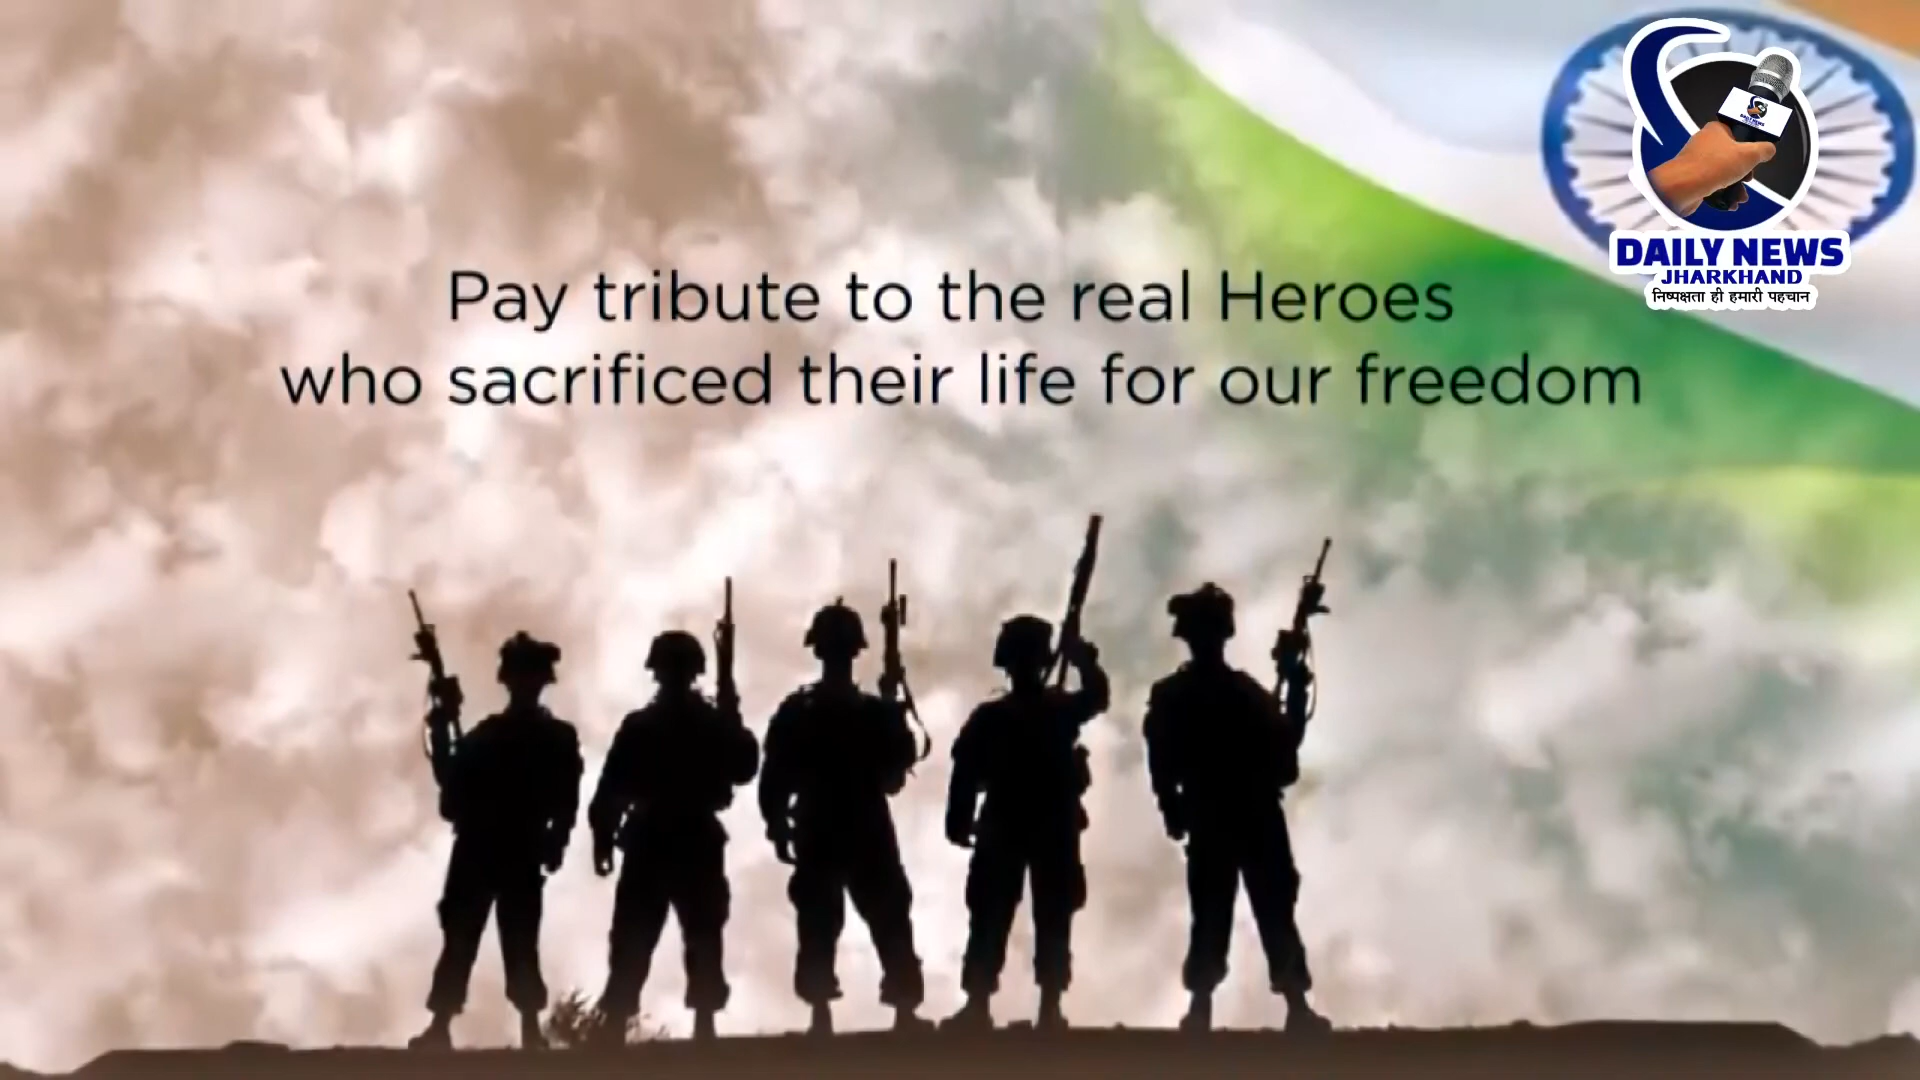 Pay tribute to the real Heroes
who sacrificed their life for our freedom
DAILY NEWS
JHARKHAND
निष्पक्षता ही हमारी पहचान